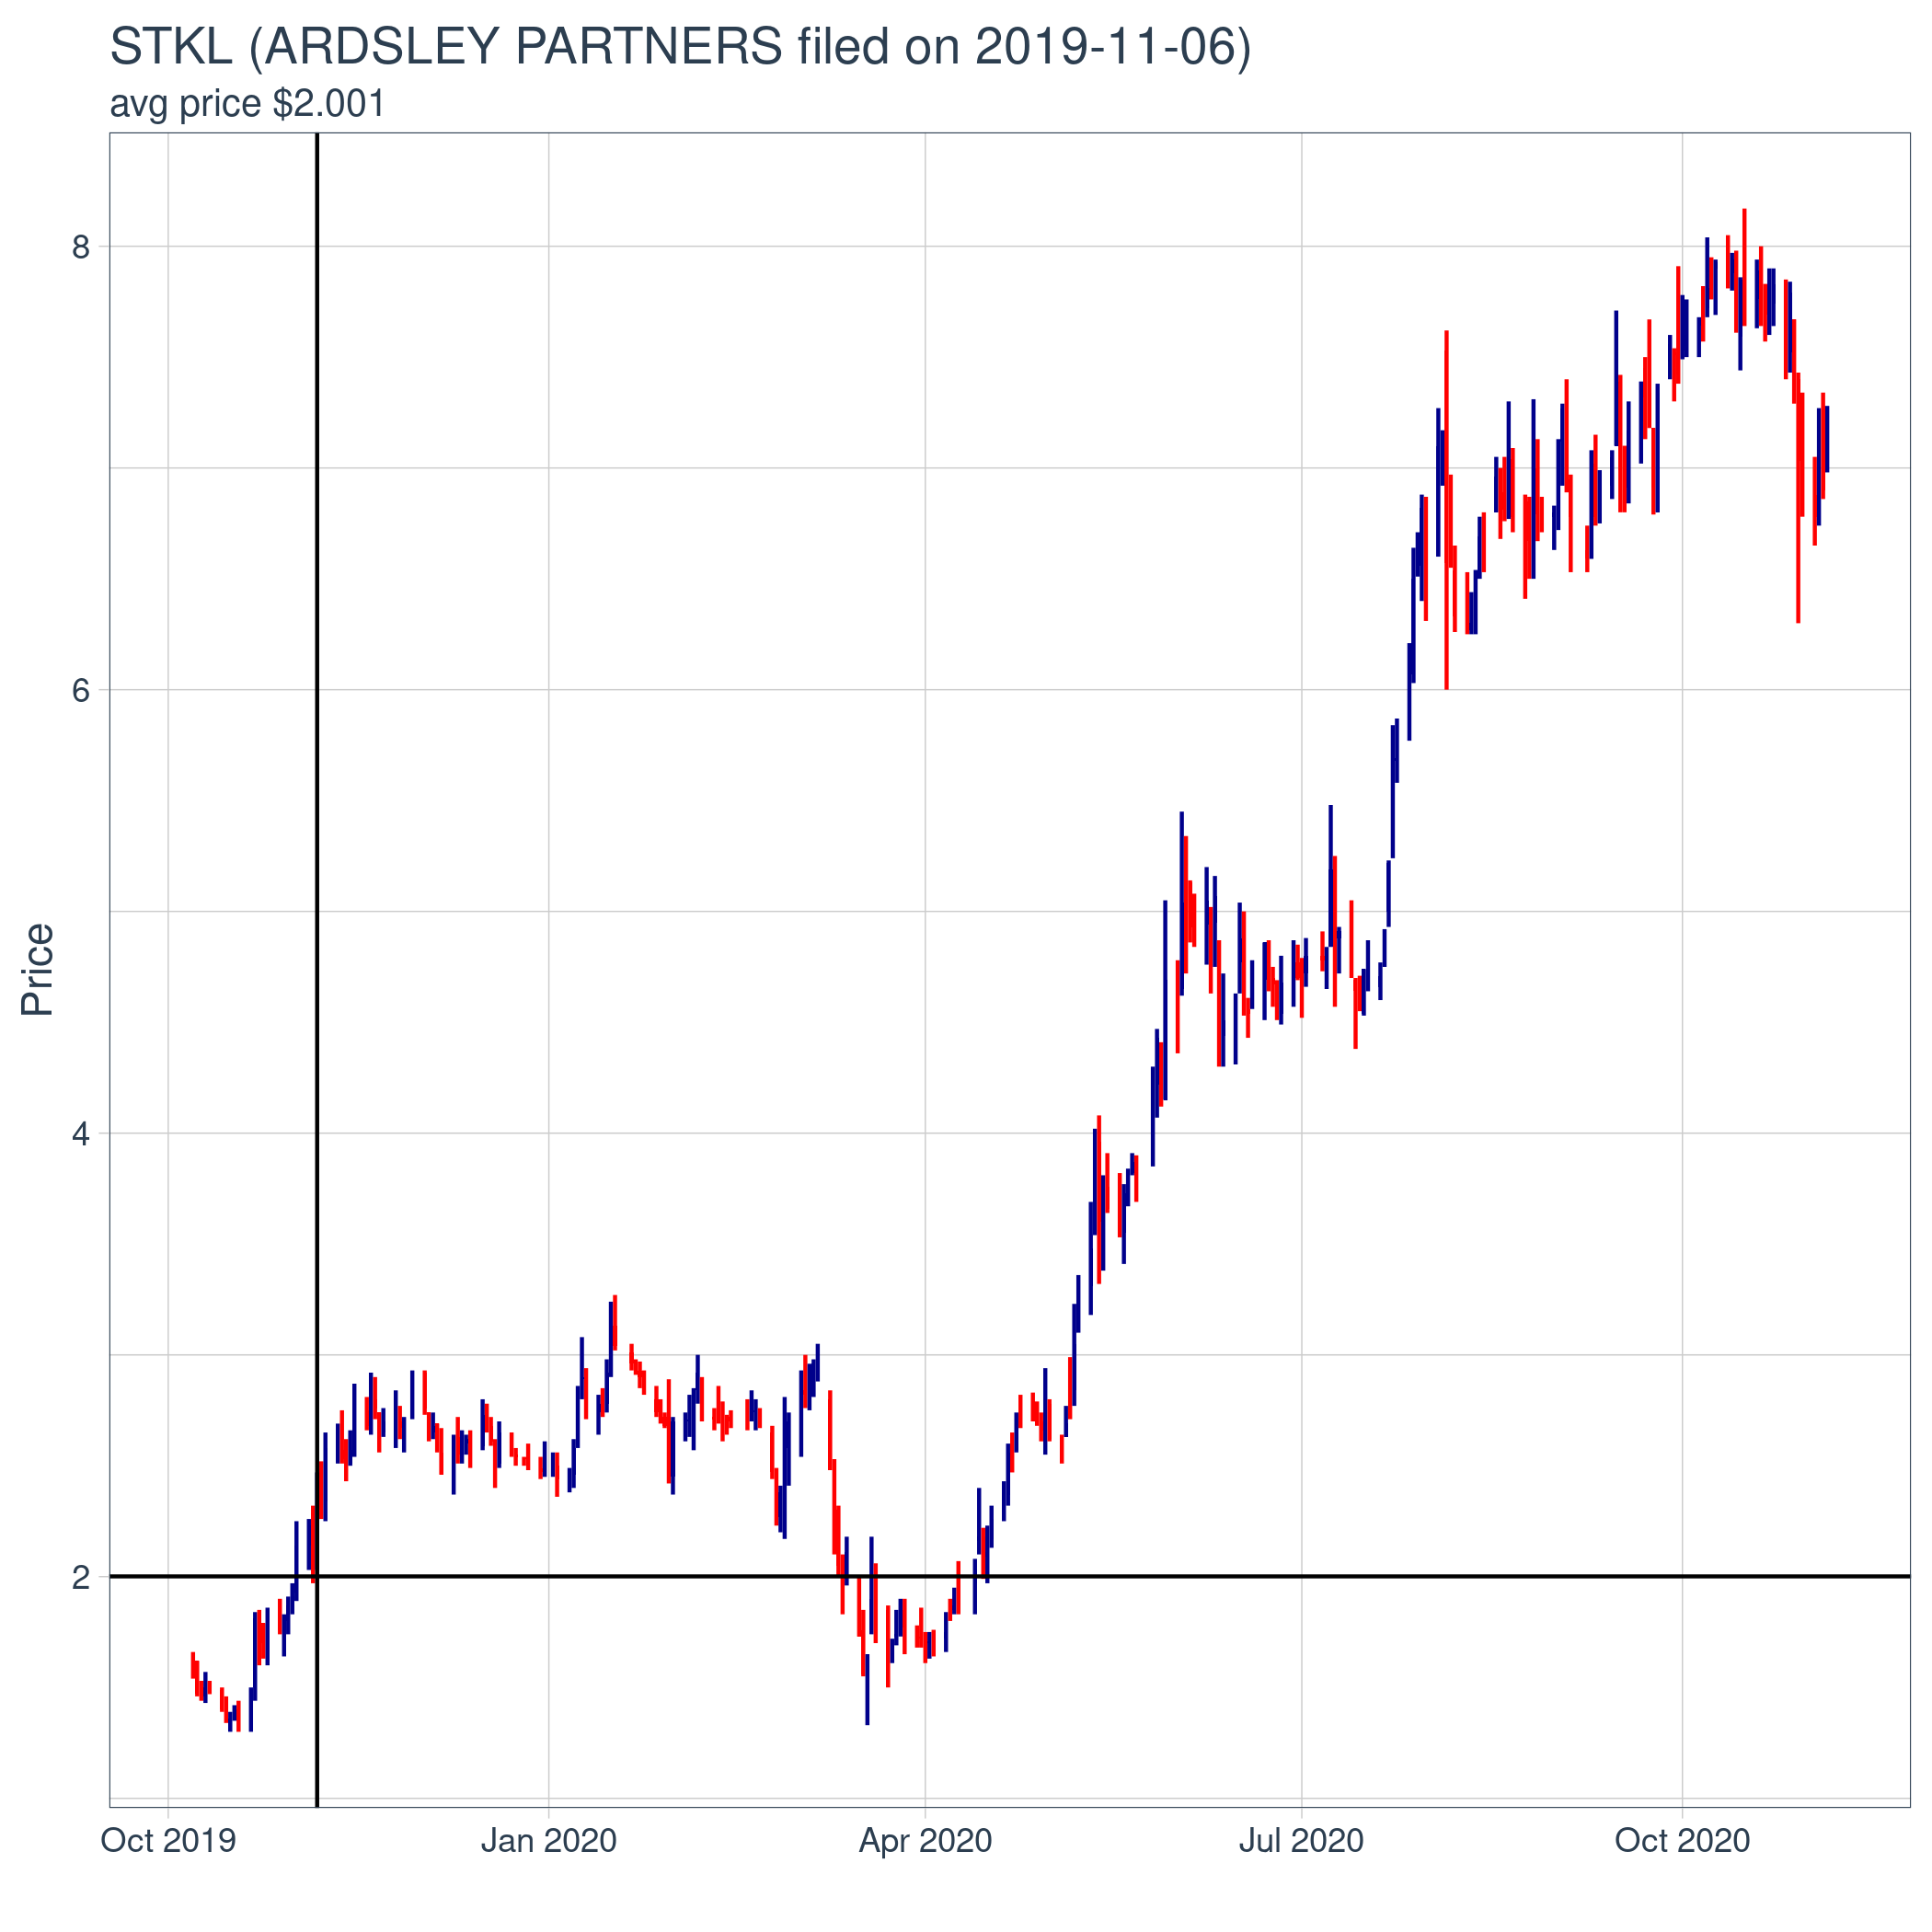 STKL (ARDSLEY PARTNERS filed on 2019-11-06)
avg price $2.001
8
6
4
2
Price
Oct 2019 Jan 2020 Apr 2020 Jul 2020 Oct 2020